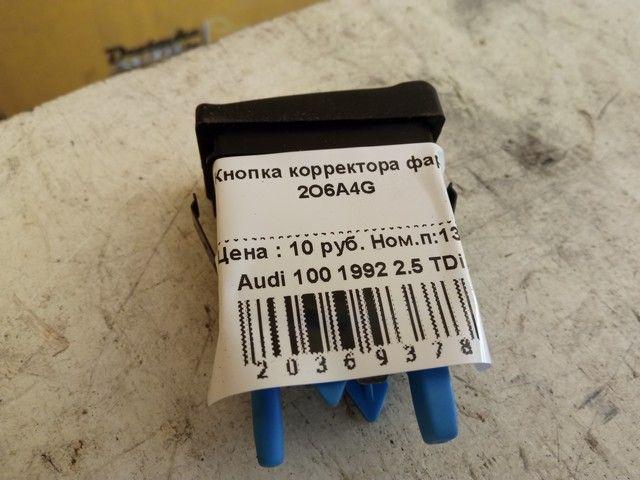 Кнопка корректора фар
2O6A4G
Цена : 10 руб. Ном.п:13
Audi 100 1992 2.5 TDi
20369378